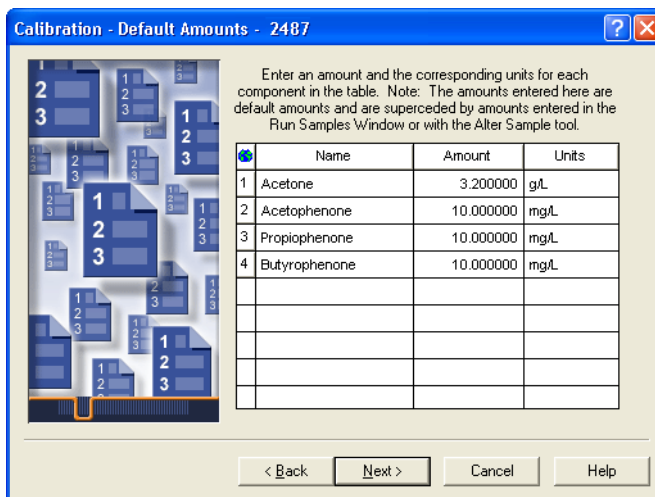 Calibration - Default Amounts - 2487
Enter an amount and the corresponding units for each
component in the table. Note: The amounts entered here are
default amounts and are superceded by amounts entered in the
Run Samples Window or with the Alter Sample tool.
Name Amount Units
1 Acetone 3.200000 g/L
2 Acetophenone 10.000000 mg/L
3 Propiophenone 10.000000 mg/L
4 Butyrophenone 10.000000 mg/L
1
2
3
< Back Next > Cancel Help